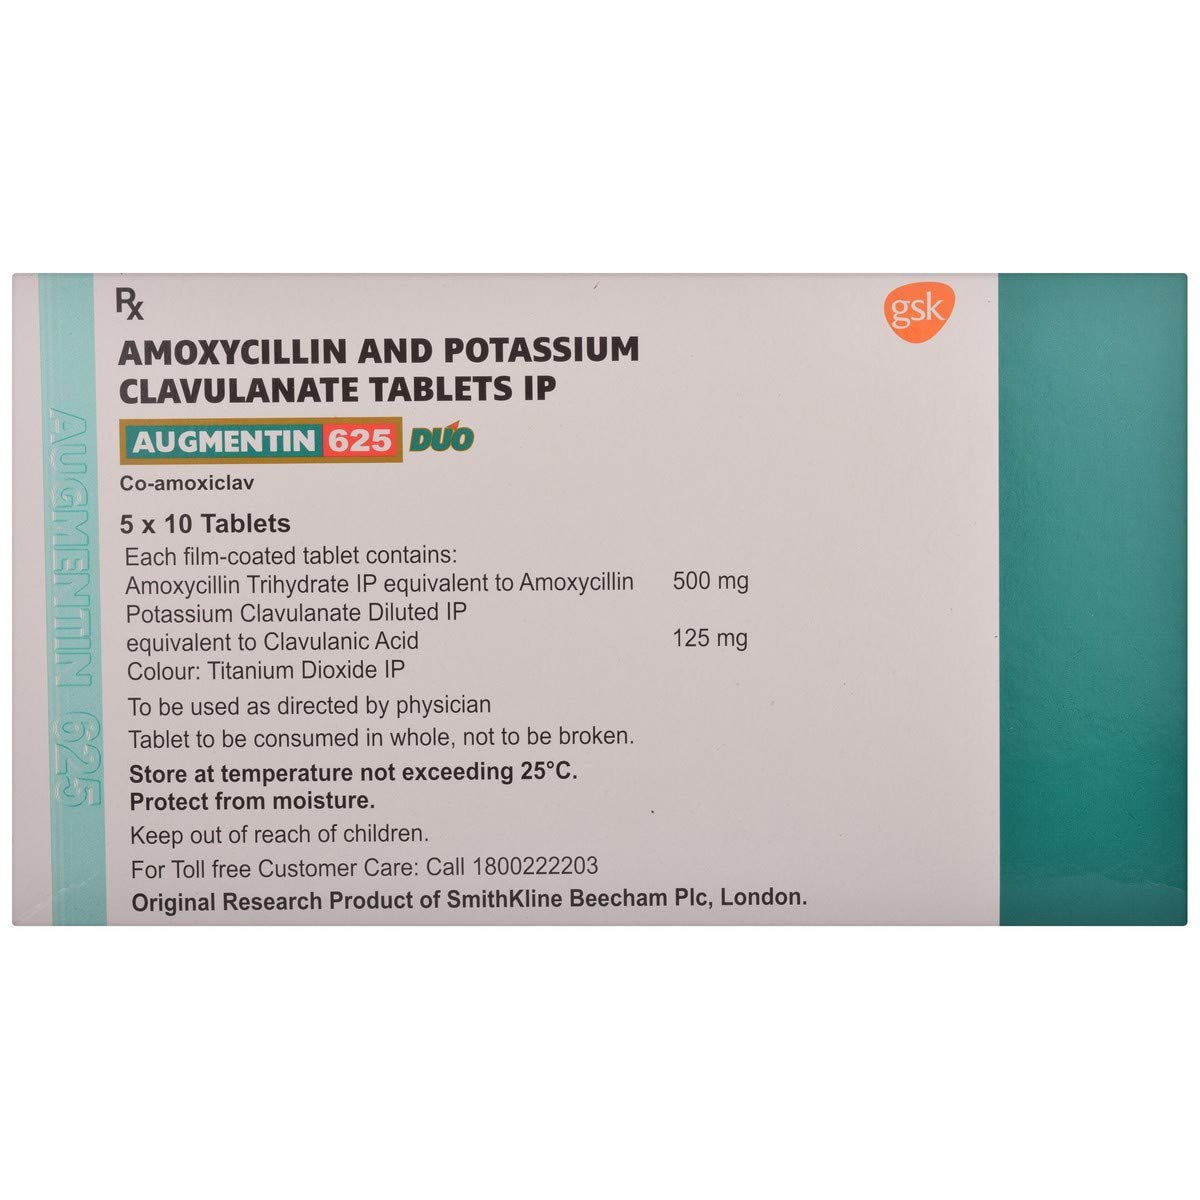 Rx
gsk
AMOXYCILLIN AND POTASSIUM
CLAVULANATE TABLETS IP
AUGMENTIN 625 DUO
Co-amoxiclav
5 x 10 Tablets
Each film-coated tablet contains:
Amoxycillin Trihydrate IP equivalent to Amoxycillin 500 mg
Potassium Clavulanate Diluted IP
equivalent to Clavulanic Acid 125 mg
Colour: Titanium Dioxide IP
To be used as directed by physician
Tablet to be consumed in whole, not to be broken.
Store at temperature not exceeding 25°C.
Protect from moisture.
Keep out of reach of children.
For Toll free Customer Care: Call 1800222203
Original Research Product of SmithKline Beecham Plc, London.
AUGMENTIN 625